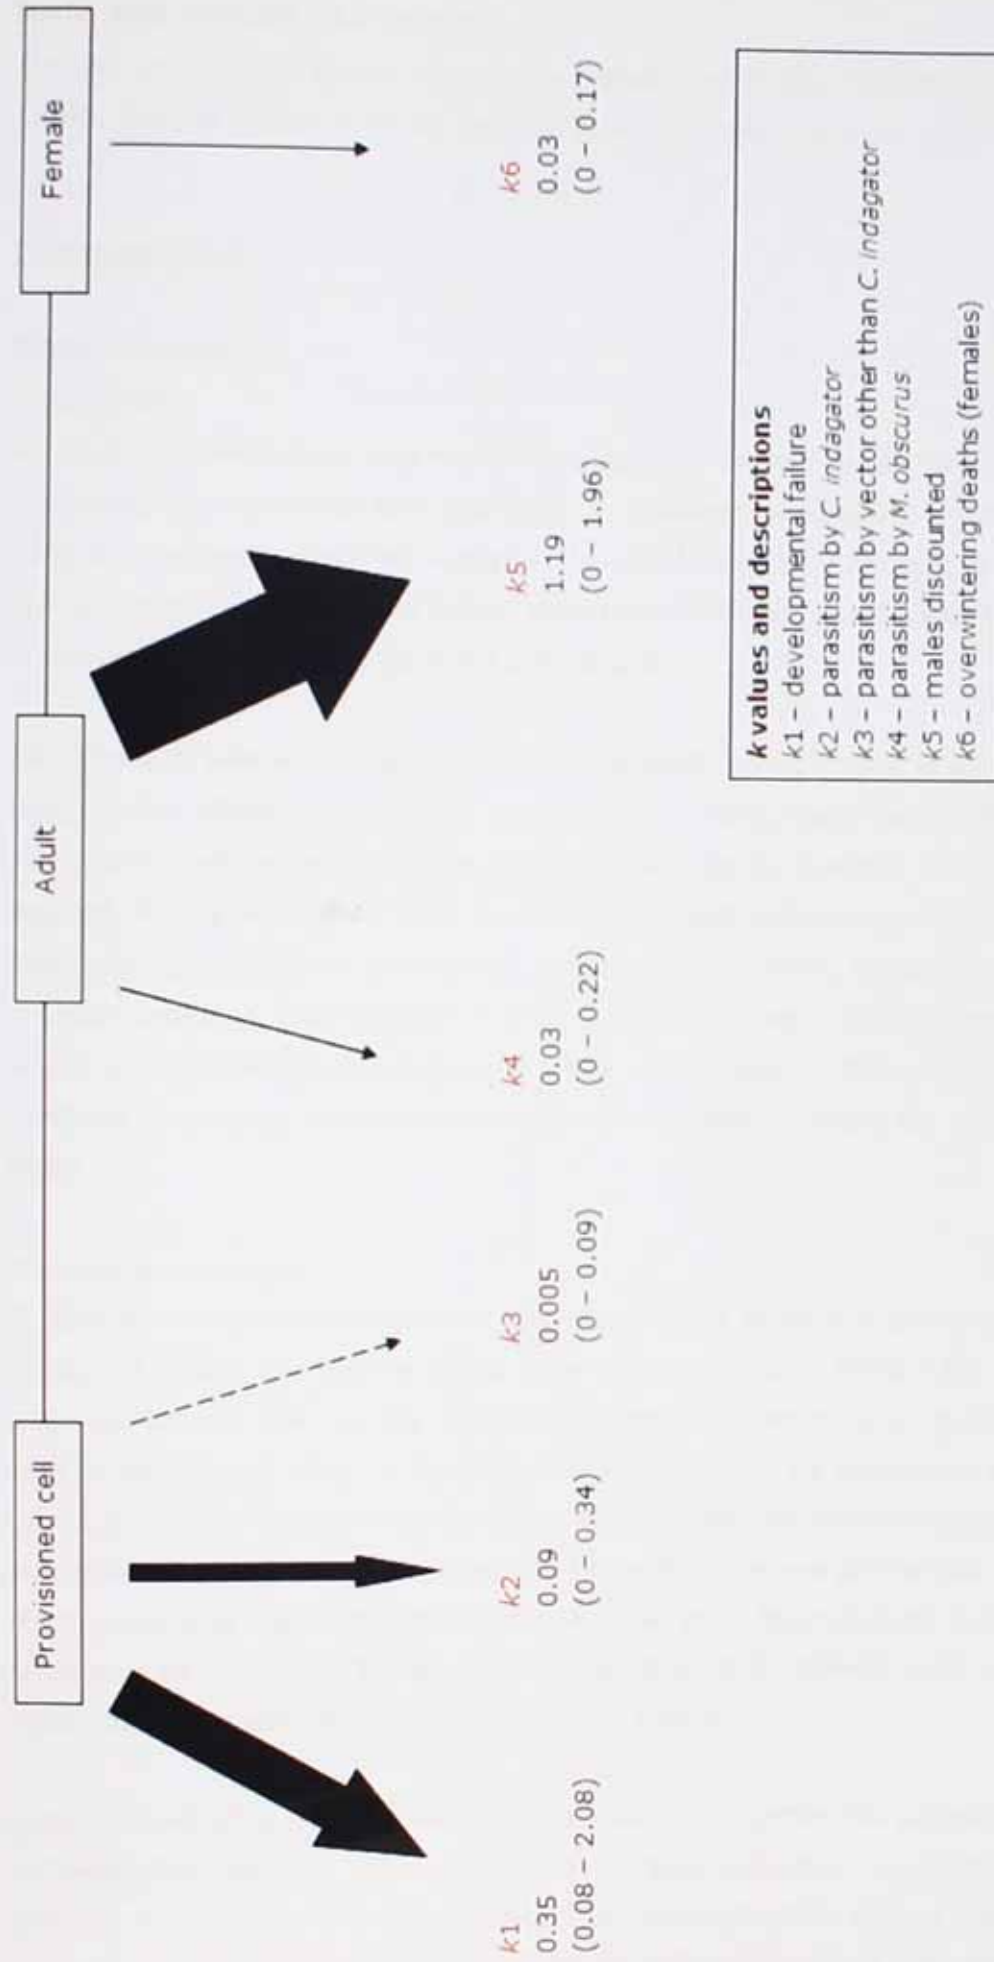 Provisioned cell
Adult
Female
k1
0.35
(0.08 – 2.08)
k2
0.09
(0 – 0.34)
k3
0.005
(0 – 0.09)
k4
0.03
(0 – 0.22)
k5
1.19
(0 – 1.96)
k6
0.03
(0 – 0.17)
k values and descriptions
k1 – developmental failure
k2 – parasitism by C. indagator
k3 – parasitism by vector other than C. indagator
k4 – parasitism by M. obscurus
k5 – males discounted
k6 – overwintering deaths (females)